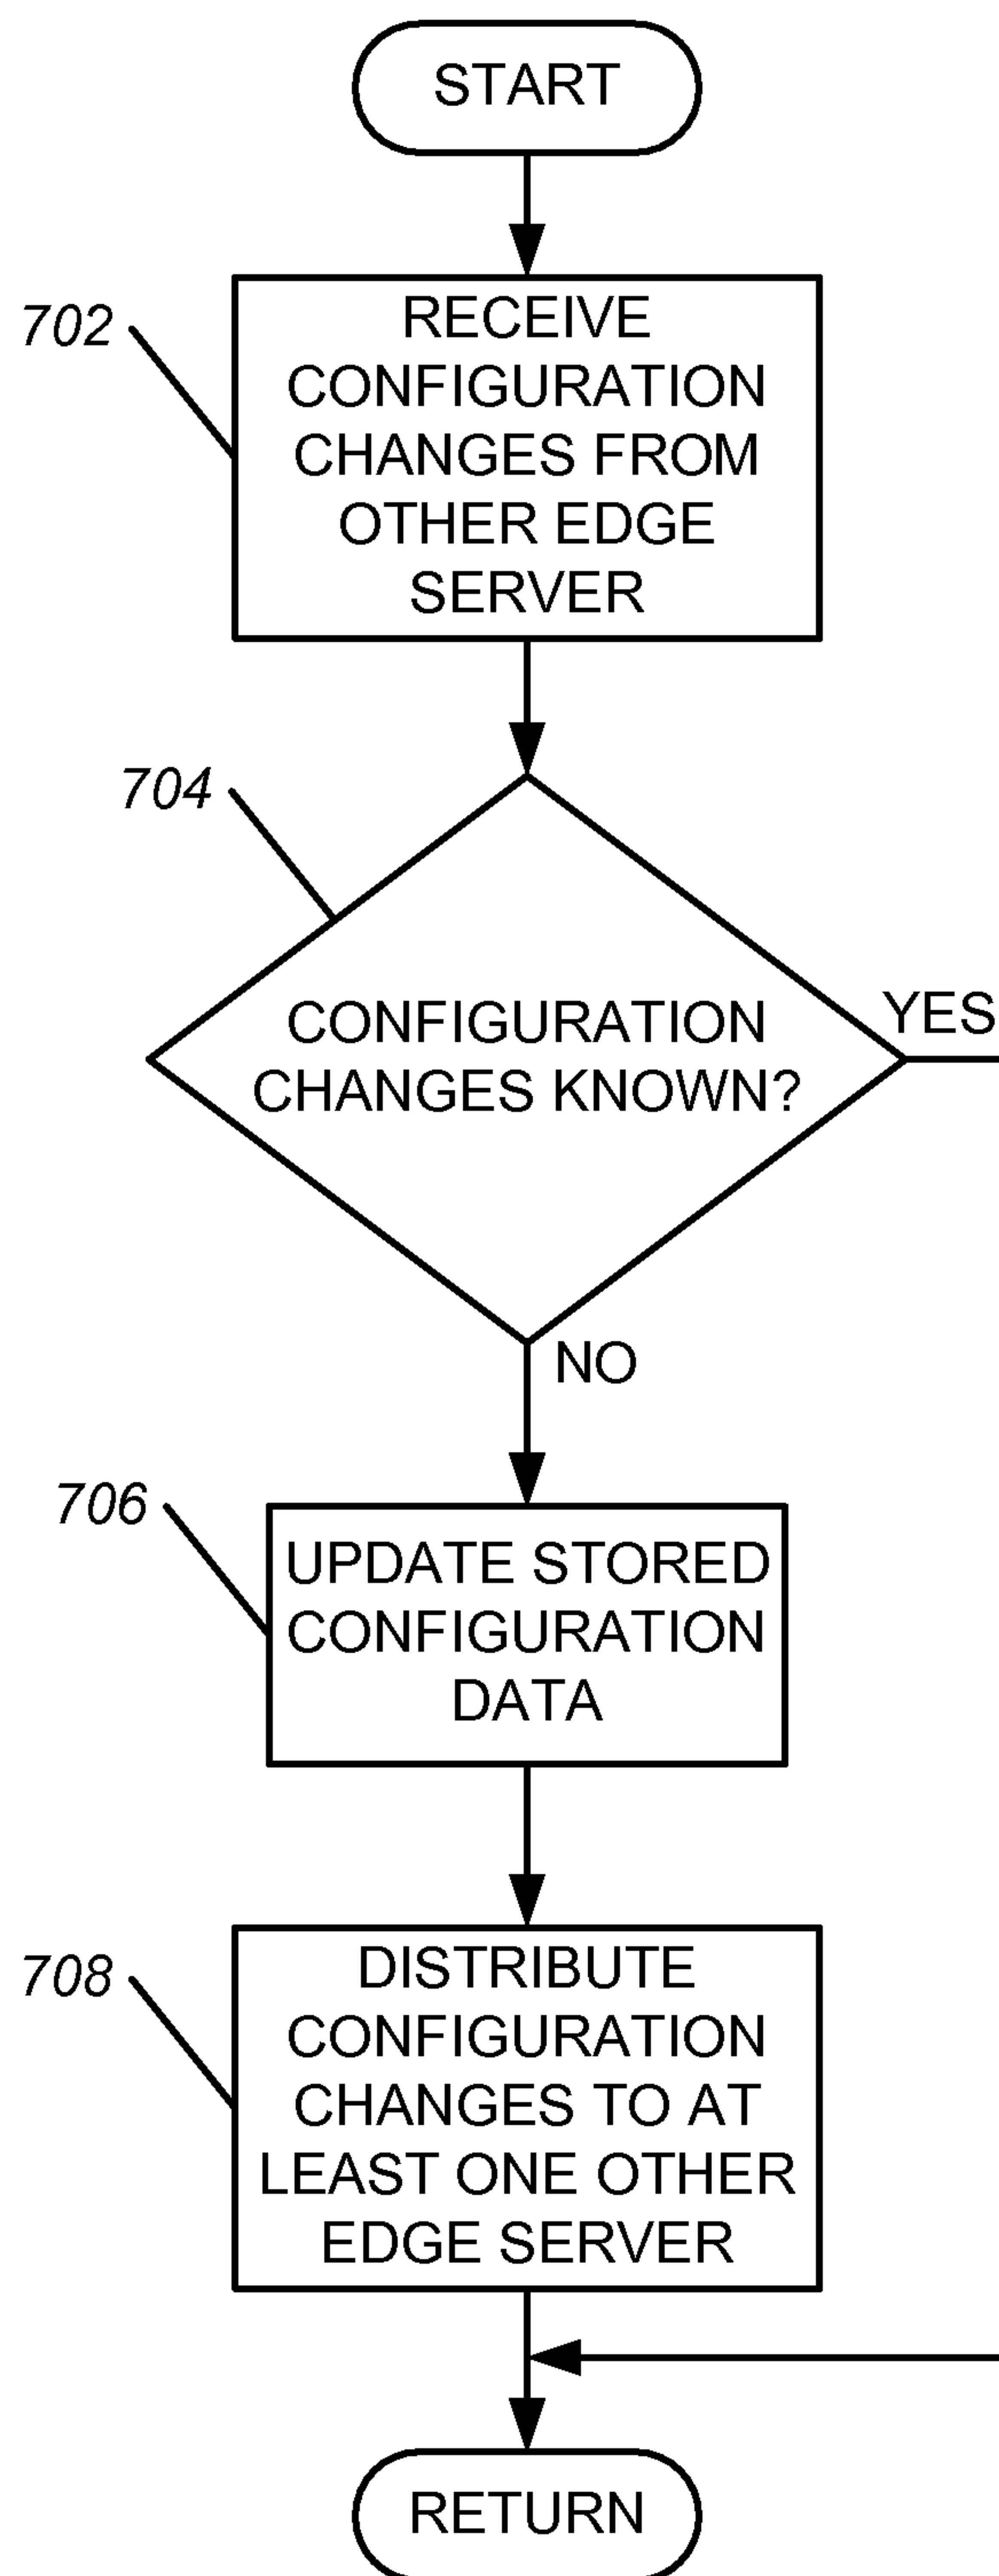 START
702
RECEIVE
CONFIGURATION
CHANGES FROM
OTHER EDGE
SERVER
704
CONFIGURATION
CHANGES KNOWN?
YES
NO
706
UPDATE STORED
CONFIGURATION
DATA
708
DISTRIBUTE
CONFIGURATION
CHANGES TO AT
LEAST ONE OTHER
EDGE SERVER
RETURN